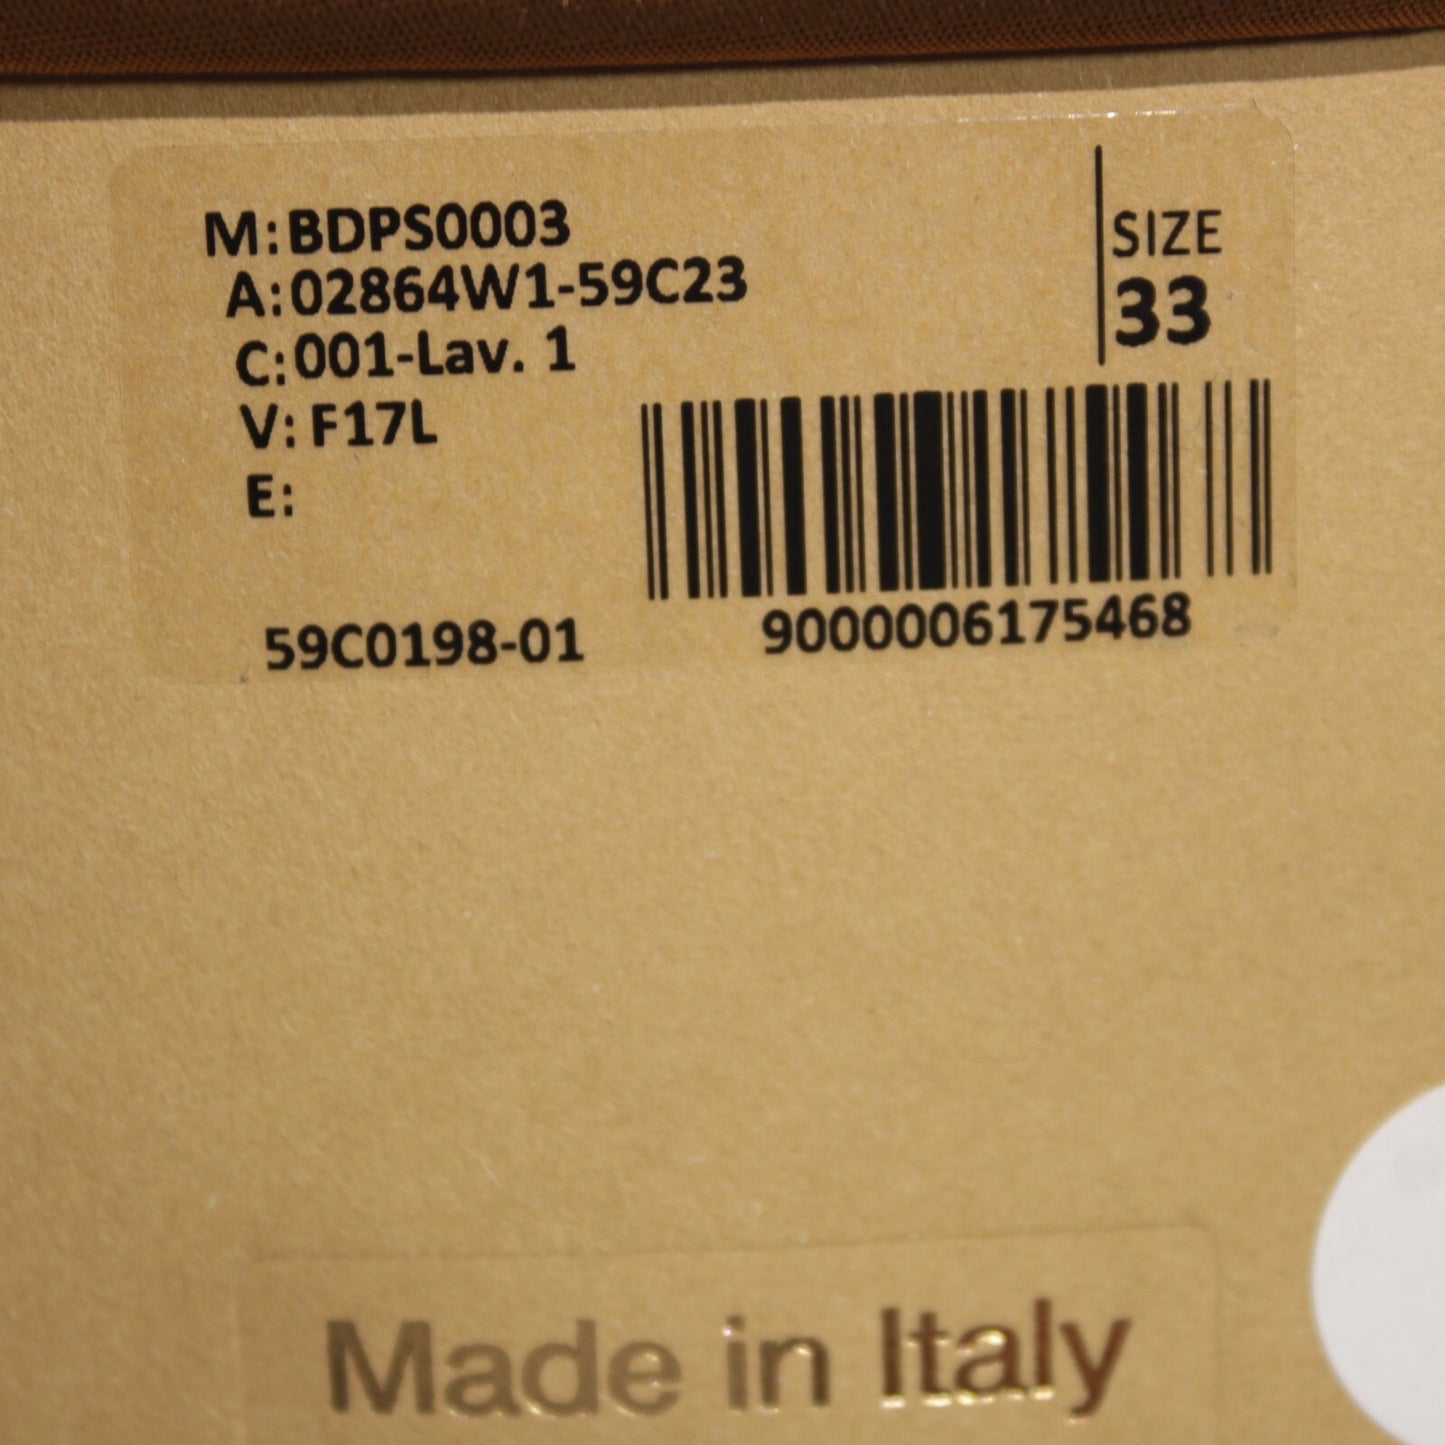 M:BDPS0003
A:02864W1-59C23
C:001-Lav. 1
V: F17L
E:
SIZE
33
59C0198-01
9000006175468
Made in Italy